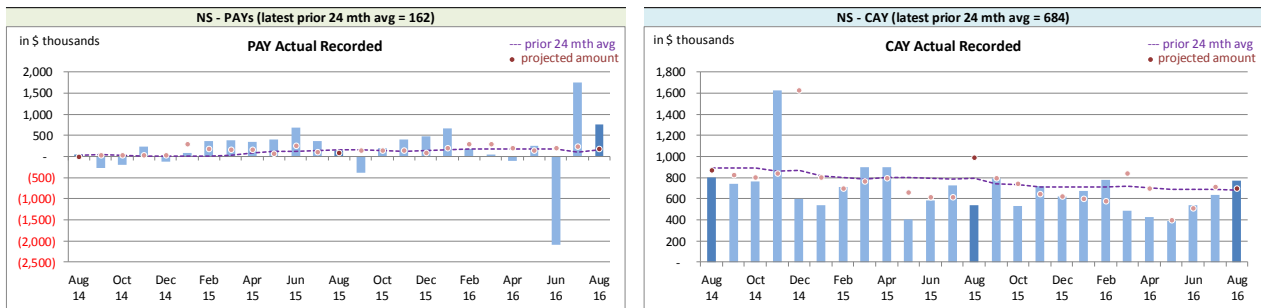 NS - PAYs (latest prior 24 mth avg = 162)
in $ thousands
PAY Actual Recorded
--- prior 24 mth avg
projected amount
2,000
1,500
1,000
500
-
(500)
(1,000)
(1,500)
(2,000)
(2,500)
Aug Oct Dec Feb Apr Jun Aug Oct Dec Feb Apr Jun Aug
14 14 14 15 15 15 15 15 15 16 16 16 16
NS - CAY (latest prior 24 mth avg = 684)
in $ thousands
CAY Actual Recorded
--- prior 24 mth avg
projected amount
1,800
1,600
1,400
1,200
1,000
800
600
400
200
-
Aug Oct Dec Feb Apr Jun Aug Oct Dec Feb Apr Jun Aug
14 14 14 15 15 15 15 15 15 16 16 16 16